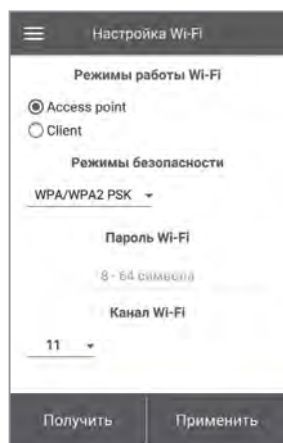 Настройка Wi-Fi
Режимы работы Wi-Fi
Access point
Client
Режимы безопасности
WPA/WPA2 PSK
Пароль Wi-Fi
8 - 64 символа
Канал Wi-Fi
11
Получить
Применить